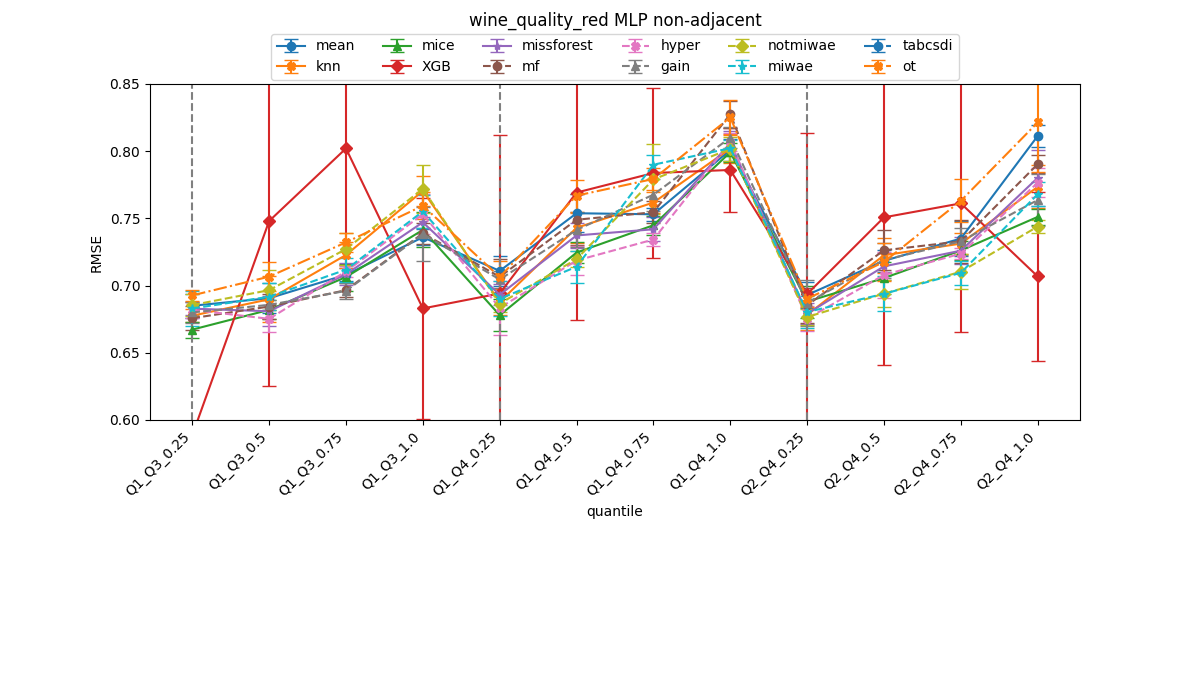 wine_quality_red MLP non-adjacent
mean mice missforest hyper notmiwae tabcsdi
knn XGB mf gain miwae ot
RMSE
0.85
0.80
0.75
0.70
0.65
0.60
Q1_Q3_0.25 Q1_Q3_0.5 Q1_Q3_0.75 Q1_Q3_1.0 Q1_Q4_0.25 Q1_Q4_0.5 Q1_Q4_0.75 Q1_Q4_1.0 Q2_Q4_0.25 Q2_Q4_0.5 Q2_Q4_0.75 Q2_Q4_1.0
quantile